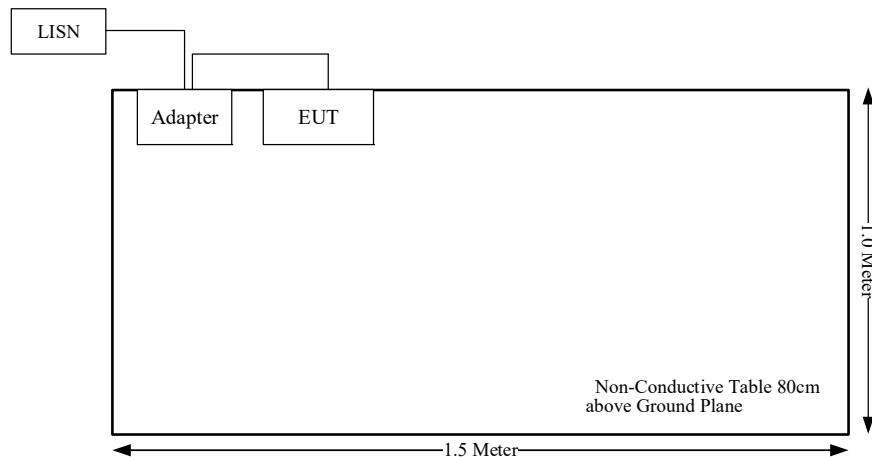 LISN
Adapter
EUT
1.0 Meter
Non-Conductive Table 80cm
above Ground Plane
1.5 Meter